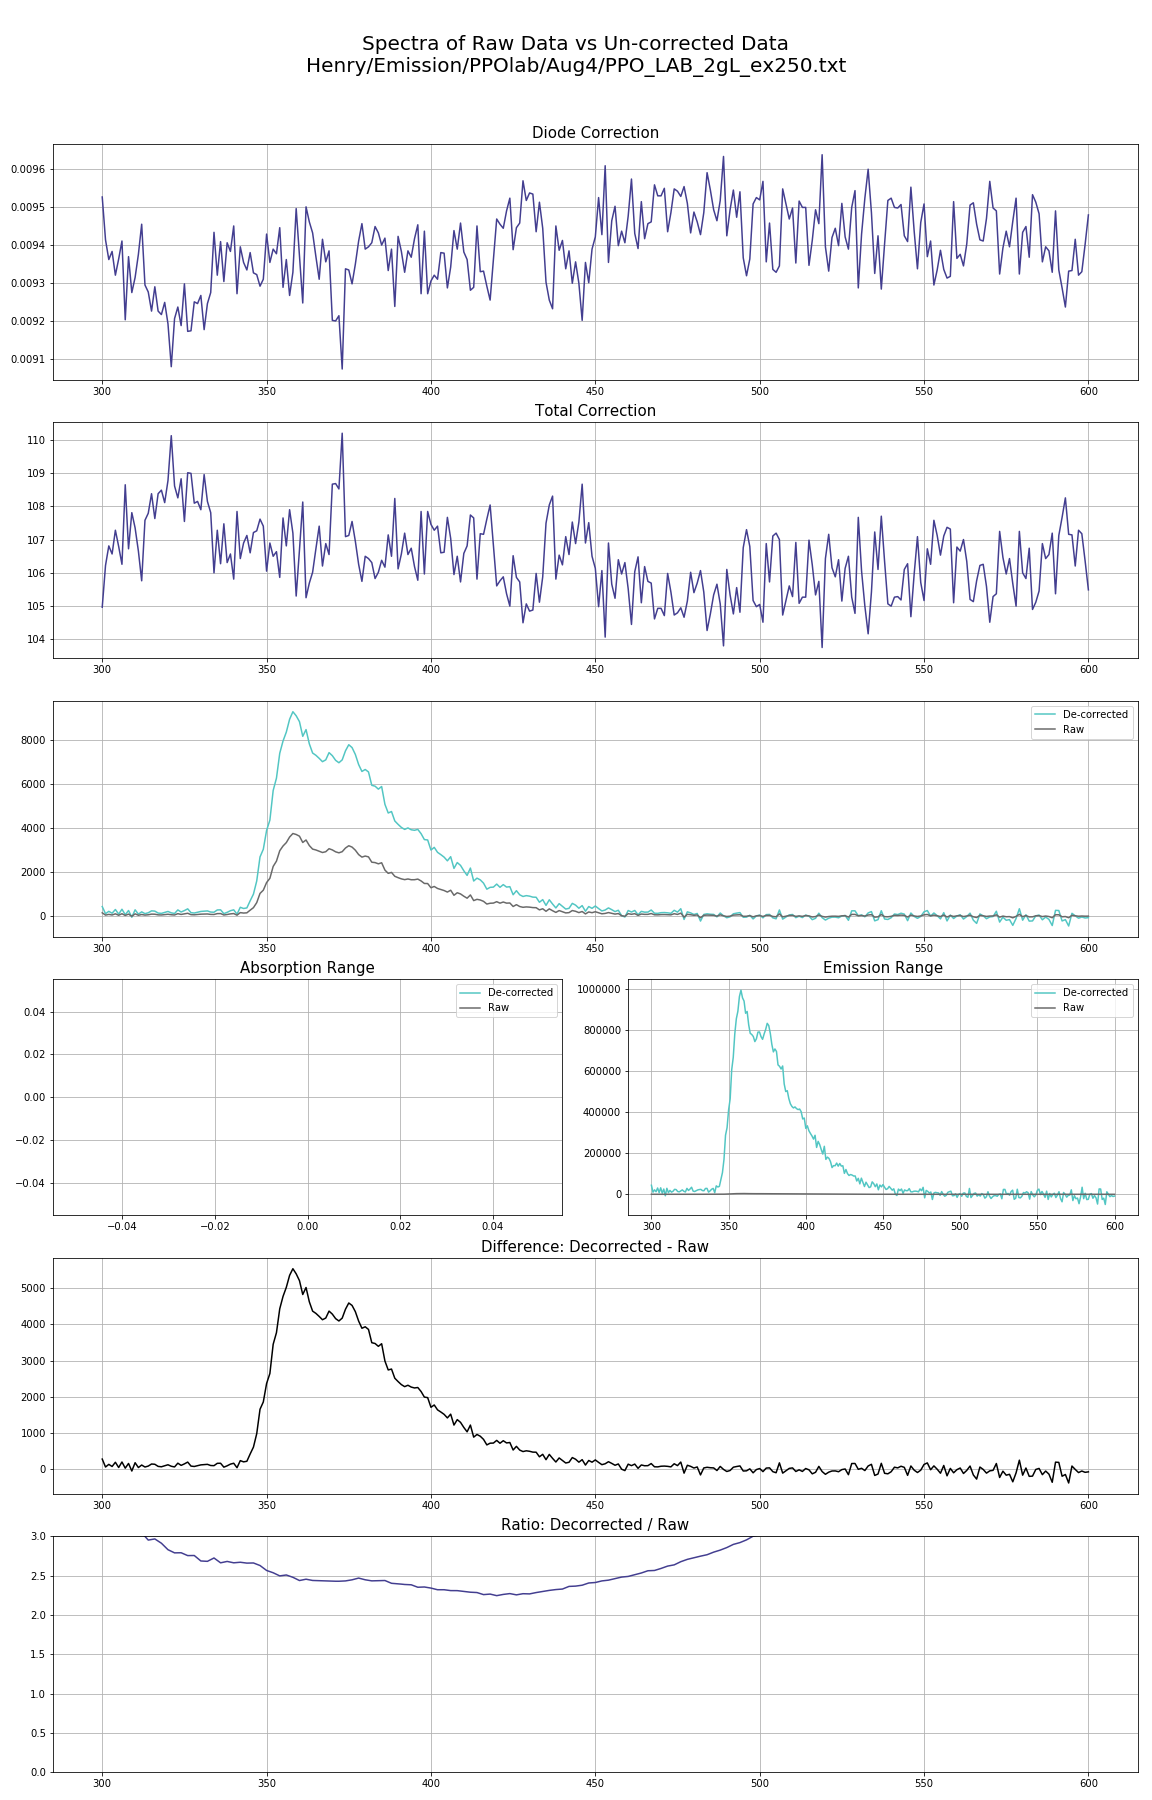 Spectra of Raw Data vs Un-corrected Data
Henry/Emission/PPOlab/Aug4/PPO_LAB_2gL_ex250.txt
Diode Correction
0.0096
0.0095
0.0094
0.0093
0.0092
0.0091
300 350 400 450 500 550 600
Total Correction
110
109
108
107
106
105
104
300 350 400 450 500 550 600
De-corrected
Raw
8000
6000
4000
2000
0
300 350 400 450 500 550 600
Absorption Range
De-corrected
Raw
0.04
0.02
0.00
−0.02
−0.04
−0.04 −0.02 0.00 0.02 0.04
Emission Range
De-corrected
Raw
1000000
800000
600000
400000
200000
0
300 350 400 450 500 550 600
Difference: Decorrected - Raw
5000
4000
3000
2000
1000
0
300 350 400 450 500 550 600
Ratio: Decorrected / Raw
3.0
2.5
2.0
1.5
1.0
0.5
0.0
300 350 400 450 500 550 600